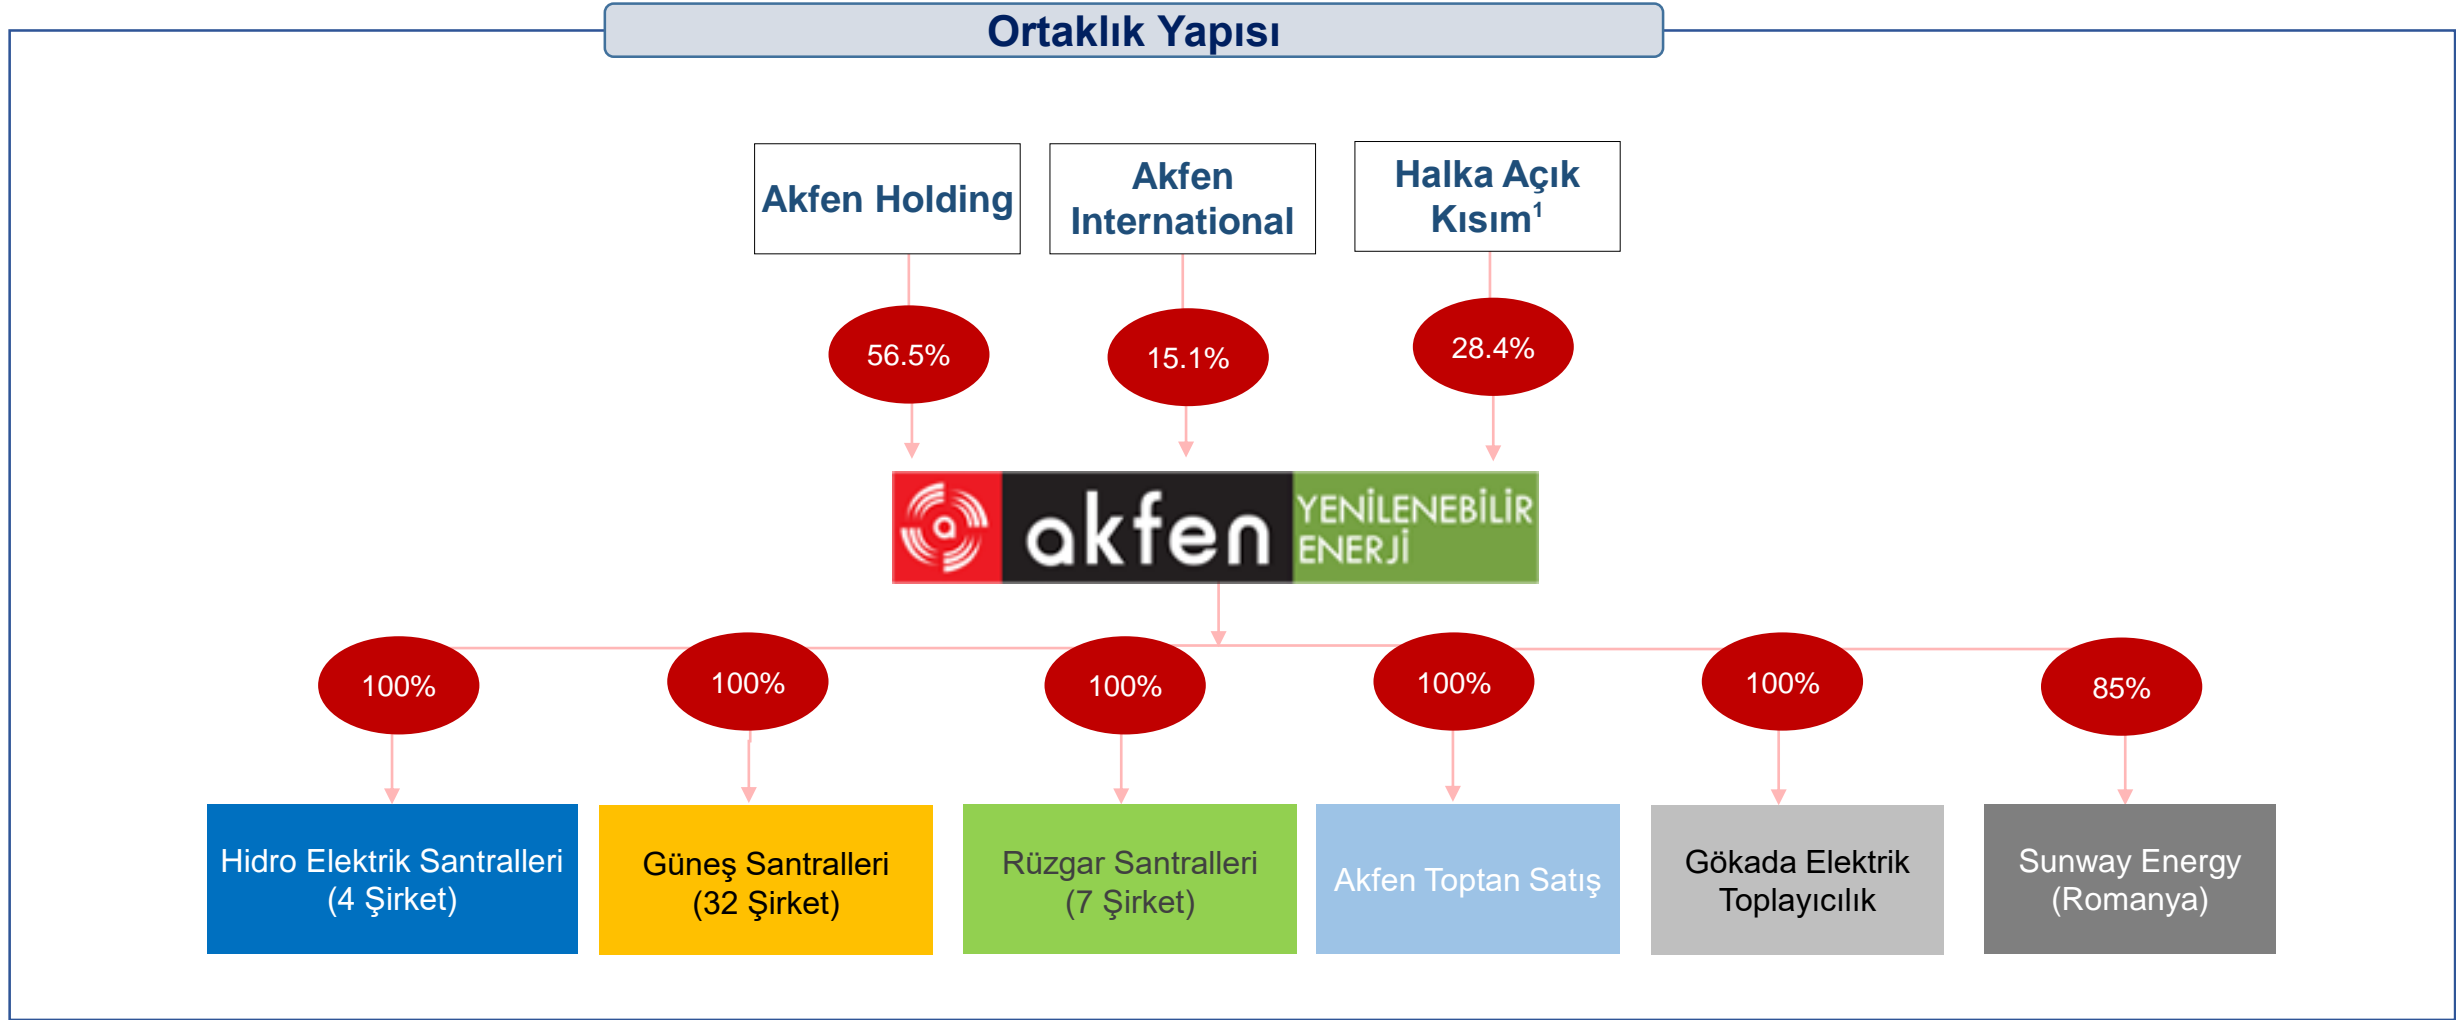 Ortaklık Yapısı
Akfen Holding
Akfen
International
Halka Açık
Kısım¹
56.5%
15.1%
28.4%
a akfen YENİLENEBİLİR
ENERJİ
100%
100%
100%
100%
100%
85%
Hidro Elektrik Santralleri
(4 Şirket)
Güneş Santralleri
(32 Şirket)
Rüzgar Santralleri
(7 Şirket)
Akfen Toptan Satış
Gökada Elektrik
Toplayıcılık
Sunway Energy
(Romanya)